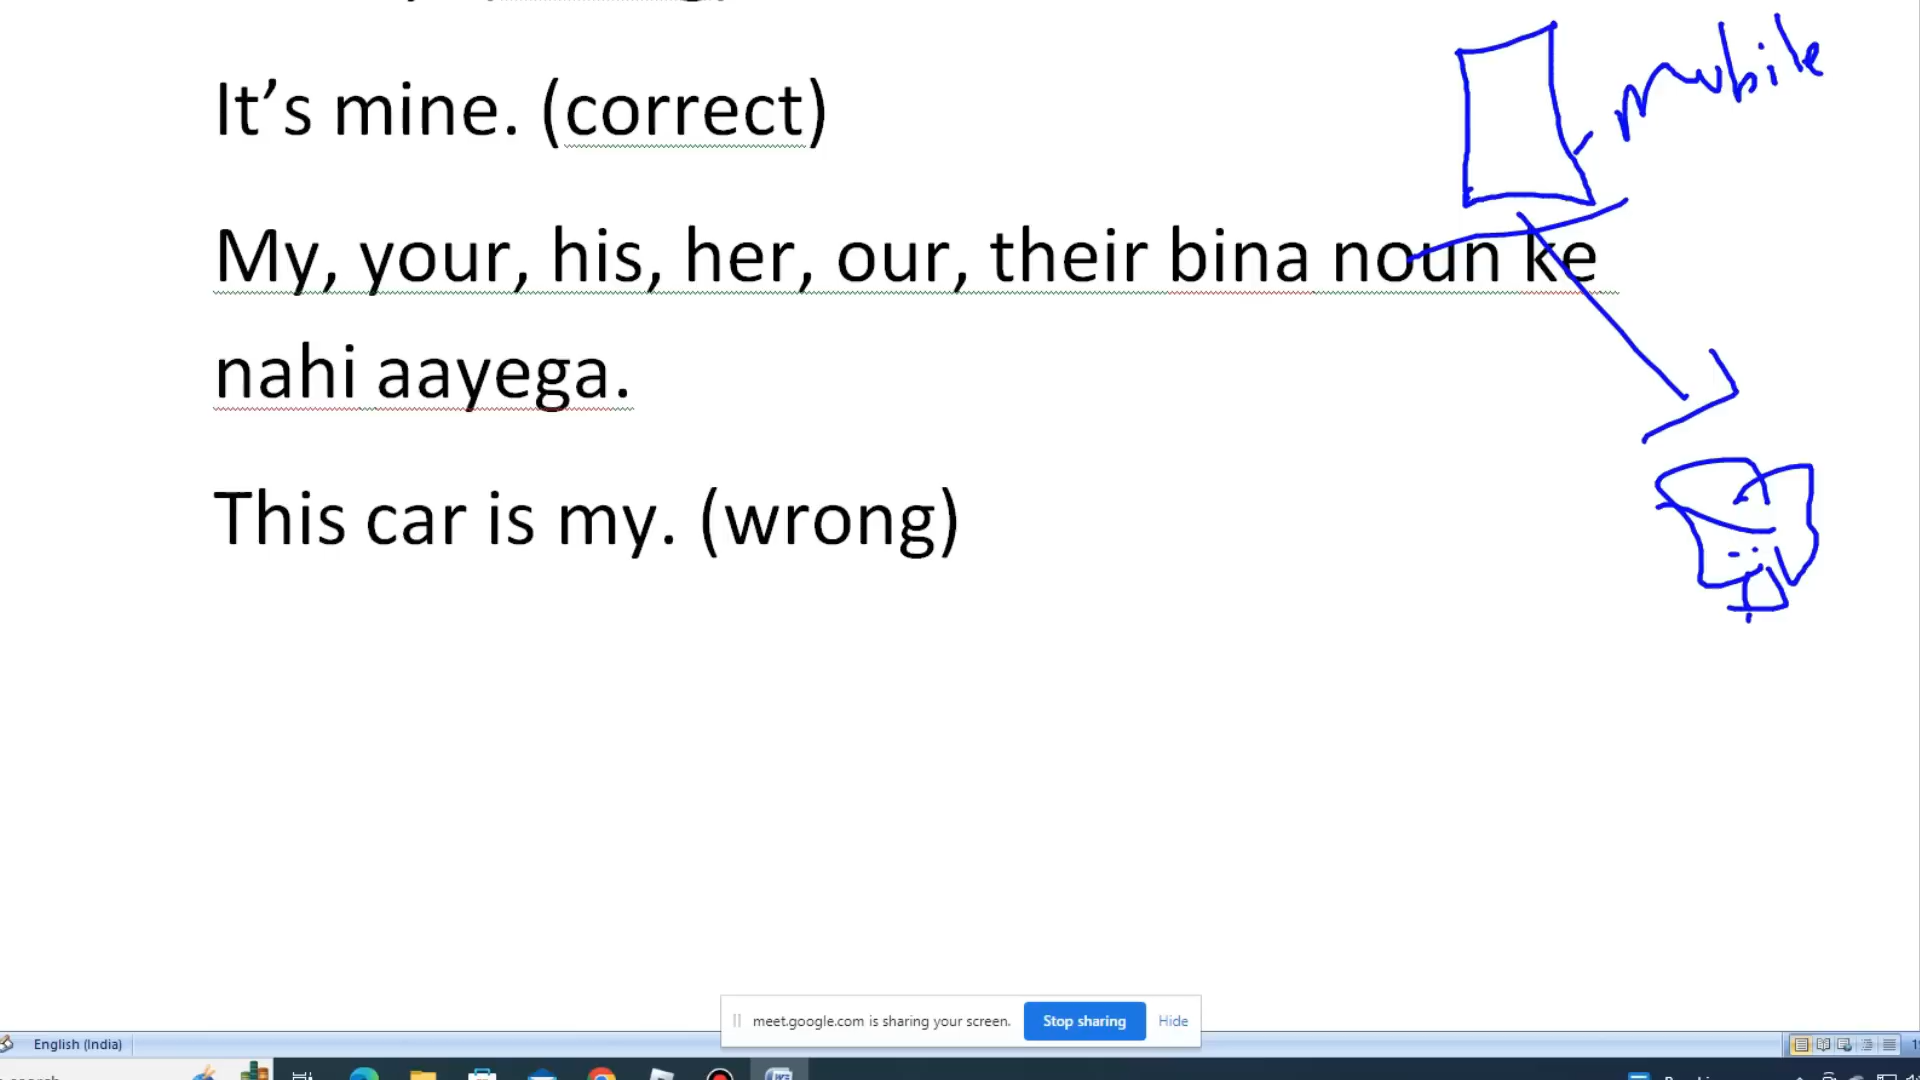 It’s mine. (correct)
mobile
My, your, his, her, our, their bina noun ke
nahi aayega.
This car is my. (wrong)
meet.google.com is sharing your screen. Stop sharing Hide
English (India)